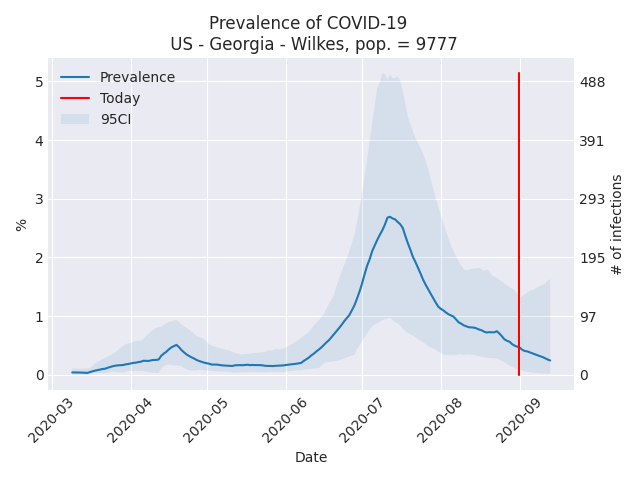 Prevalence of COVID-19
US - Georgia - Wilkes, pop. = 9777
Prevalence
Today
95CI
5
4
3
2
1
0
%
488
391
293
195
97
0
# of infections
2020-03
2020-04
2020-05
2020-06
2020-07
2020-08
2020-09
Date